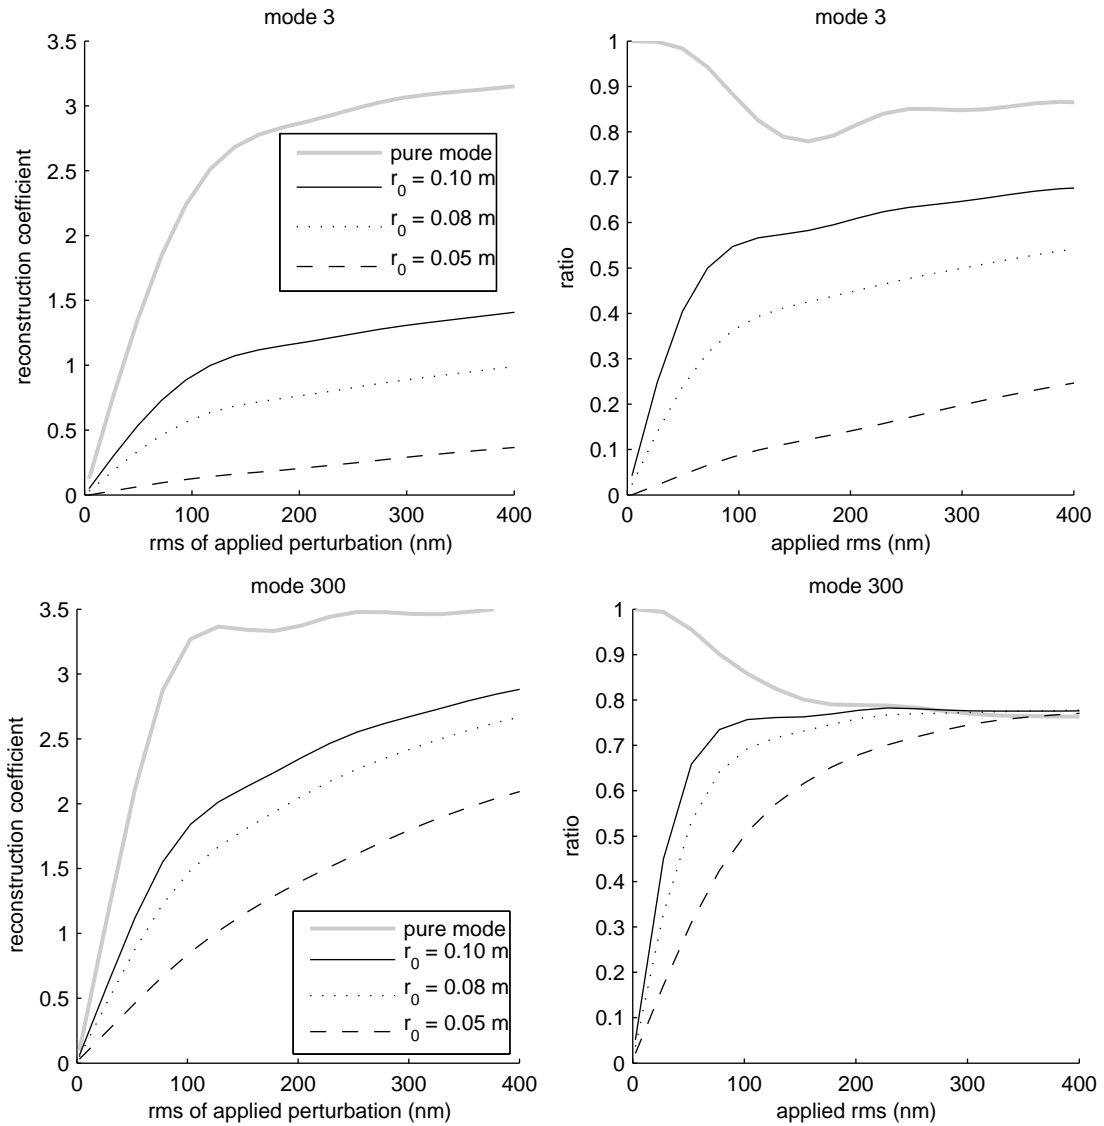 mode 3
reconstruction coefficient
3.5
3
2.5
2
1.5
1
0.5
0
0
100
200
300
400
rms of applied perturbation (nm)
pure mode
r0 = 0.10 m
r0 = 0.08 m
r0 = 0.05 m
mode 3
ratio
1
0.9
0.8
0.7
0.6
0.5
0.4
0.3
0.2
0.1
0
0
100
200
300
400
applied rms (nm)
mode 300
reconstruction coefficient
3.5
3
2.5
2
1.5
1
0.5
0
0
100
200
300
400
rms of applied perturbation (nm)
pure mode
r0 = 0.10 m
r0 = 0.08 m
r0 = 0.05 m
mode 300
ratio
1
0.9
0.8
0.7
0.6
0.5
0.4
0.3
0.2
0.1
0
0
100
200
300
400
applied rms (nm)